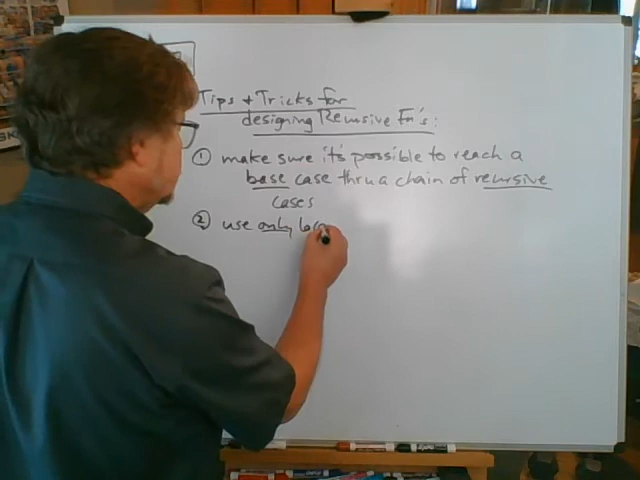 Tips + Tricks for
designing Recursive Fn's:
① make sure it's possible to reach a
base case thru a chain of recursive
cases
② use only loc